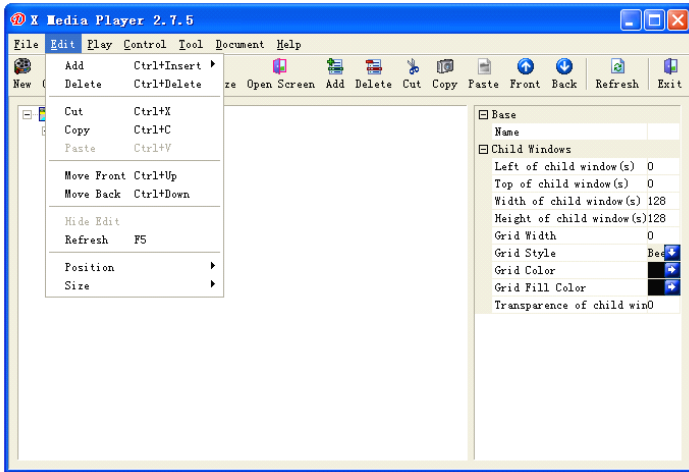 X Media Player 2.7.5
File Edit Play Control Tool Document Help
New Open Screen Add Delete Cut Copy Paste Front Back Refresh Exit
Add Ctrl+Insert
Delete Ctrl+Delete
Cut Ctrl+X
Copy Ctrl+C
Paste Ctrl+V
Move Front Ctrl+Up
Move Back Ctrl+Down
Hide Edit
Refresh F5
Position
Size
Base
Name
Child Windows
Left of child window(s) 0
Top of child window(s) 0
Width of child window(s) 128
Height of child window(s) 128
Grid Width 0
Grid Style Bee
Grid Color
Grid Fill Color
Transparence of child win0